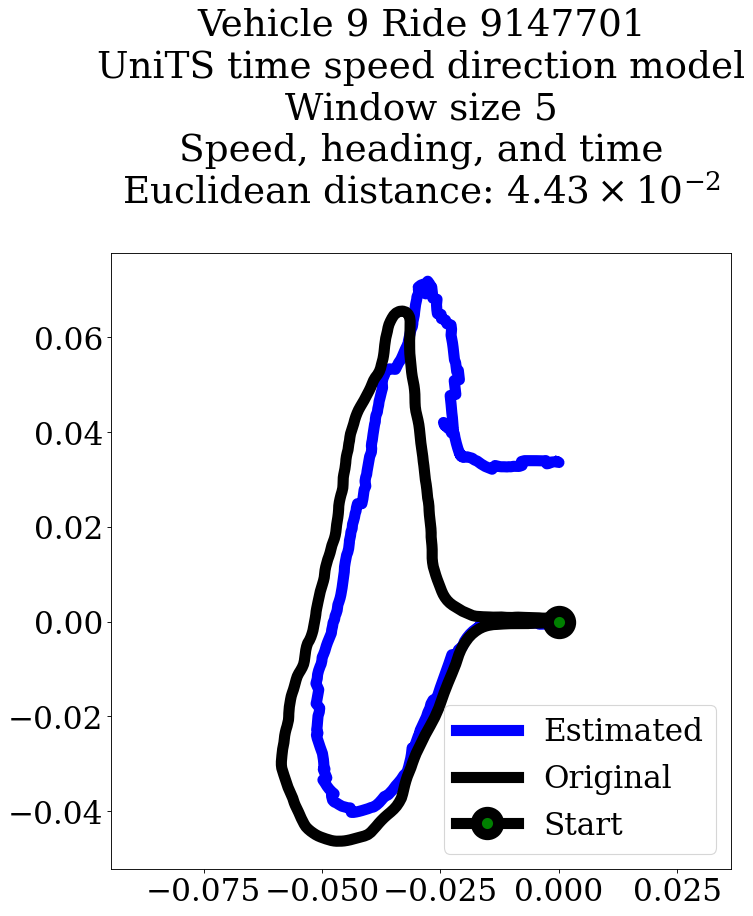 Vehicle 9 Ride 9147701
UniTS time speed direction model
Window size 5
Speed, heading, and time
Euclidean distance: 4.43 × 10⁻²
0.06
0.04
0.02
0.00
−0.02
−0.04
Estimated
Original
Start
−0.075 −0.050 −0.025 0.000 0.025